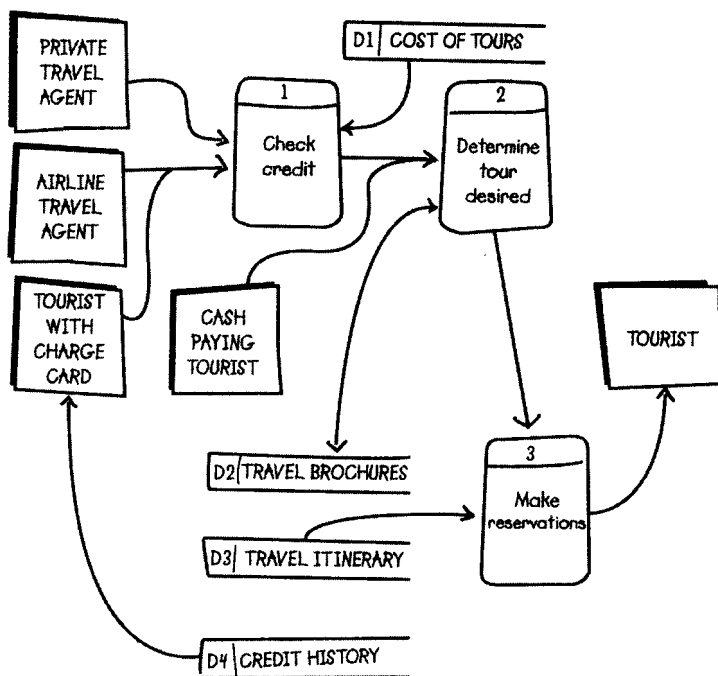 PRIVATE
TRAVEL
AGENT
D1 COST OF TOURS
1
Check
credit
2
Determine
tour
desired
AIRLINE
TRAVEL
AGENT
TOURIST
WITH
CHARGE
CARD
CASH
PAYING
TOURIST
TOURIST
D2 TRAVEL BROCHURES
3
Make
reservations
D3 TRAVEL ITINERARY
D4 CREDIT HISTORY